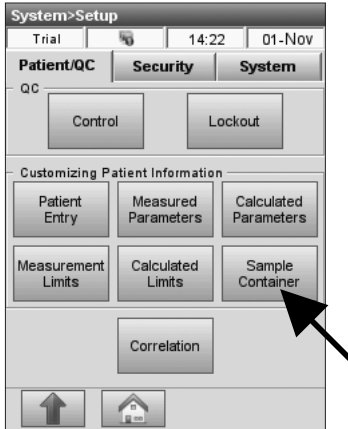 System>Setup
Trial 14:22 01-Nov
Patient/QC Security System
QC
Control Lockout
Customizing Patient Information
Patient Entry Measured Parameters Calculated Parameters
Measurement Limits Calculated Limits Sample Container
Correlation